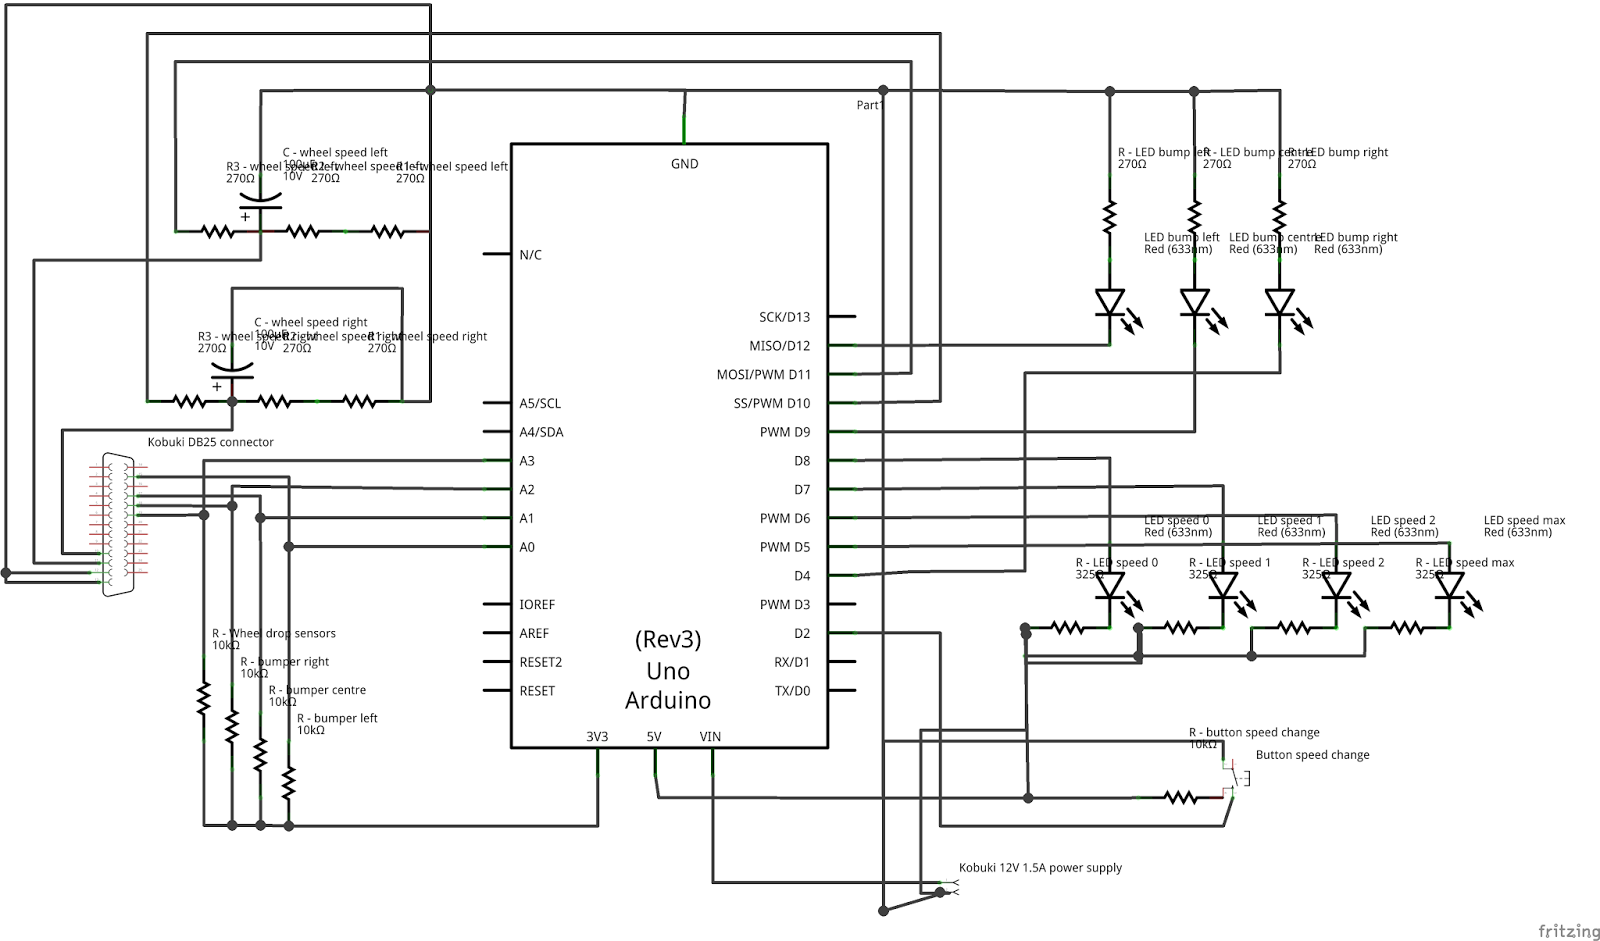 Part1
C - wheel speed left
100µF
10V
R3 - wheel speed left
270Ω
R2 - wheel speed left
270Ω
R1 - wheel speed left
270Ω
GND
R - LED bump left
270Ω
R - LED bump centre
270Ω
R - LED bump right
270Ω
LED bump left
Red (633nm)
LED bump centre
Red (633nm)
LED bump right
Red (633nm)
N/C
C - wheel speed right
100µF
10V
R3 - wheel speed right
270Ω
R2 - wheel speed right
270Ω
R1 - wheel speed right
270Ω
SCK/D13
MISO/D12
MOSI/PWM D11
SS/PWM D10
PWM D9
D8
D7
PWM D6
PWM D5
D4
PWM D3
D2
RX/D1
TX/D0
A5/SCL
A4/SDA
A3
A2
A1
A0
IOREF
AREF
RESET2
RESET
(Rev3)
Uno
Arduino
3V3
5V
VIN
Kobuki DB25 connector
LED speed 0
Red (633nm)
LED speed 1
Red (633nm)
LED speed 2
Red (633nm)
LED speed max
Red (633nm)
R - LED speed 0
325Ω
R - LED speed 1
325Ω
R - LED speed 2
325Ω
R - LED speed max
325Ω
R - Wheel drop sensors
10kΩ
R - bumper right
10kΩ
R - bumper centre
10kΩ
R - bumper left
10kΩ
R - button speed change
10kΩ
Button speed change
Kobuki 12V 1.5A power supply
fritzing